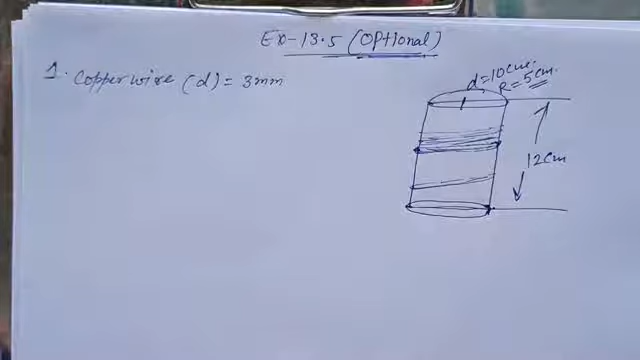 Ex-13.5 (Optional)
1. Copper wire (d) = 3mm
d=10cm.
R=5cm.
12cm